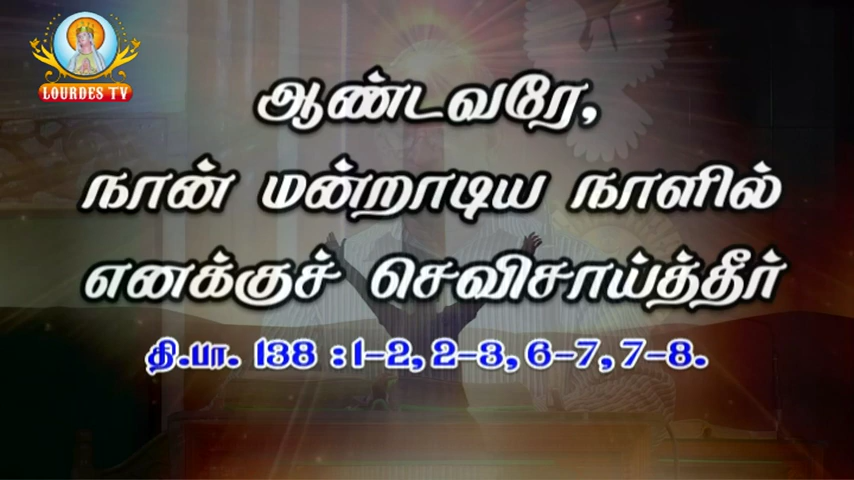 LOURDES TV
ஆண்டவரே,
நான் மன்றாடிய நாளில்
எனக்குச் செவிசாய்த்தீர்
தி.பா. 138 : 1-2, 2-3, 6-7, 7-8.